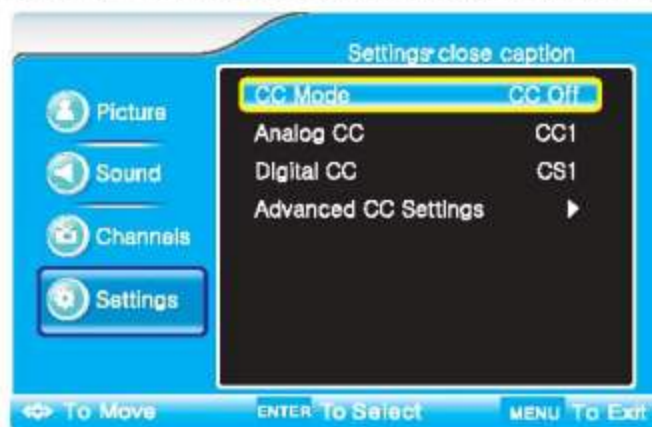 Settings close caption
Picture
Sound
Channels
Settings
CC Mode CC Off
Analog CC CC1
Digital CC CS1
Advanced CC Settings
To Move ENTER To Select MENU To Exit